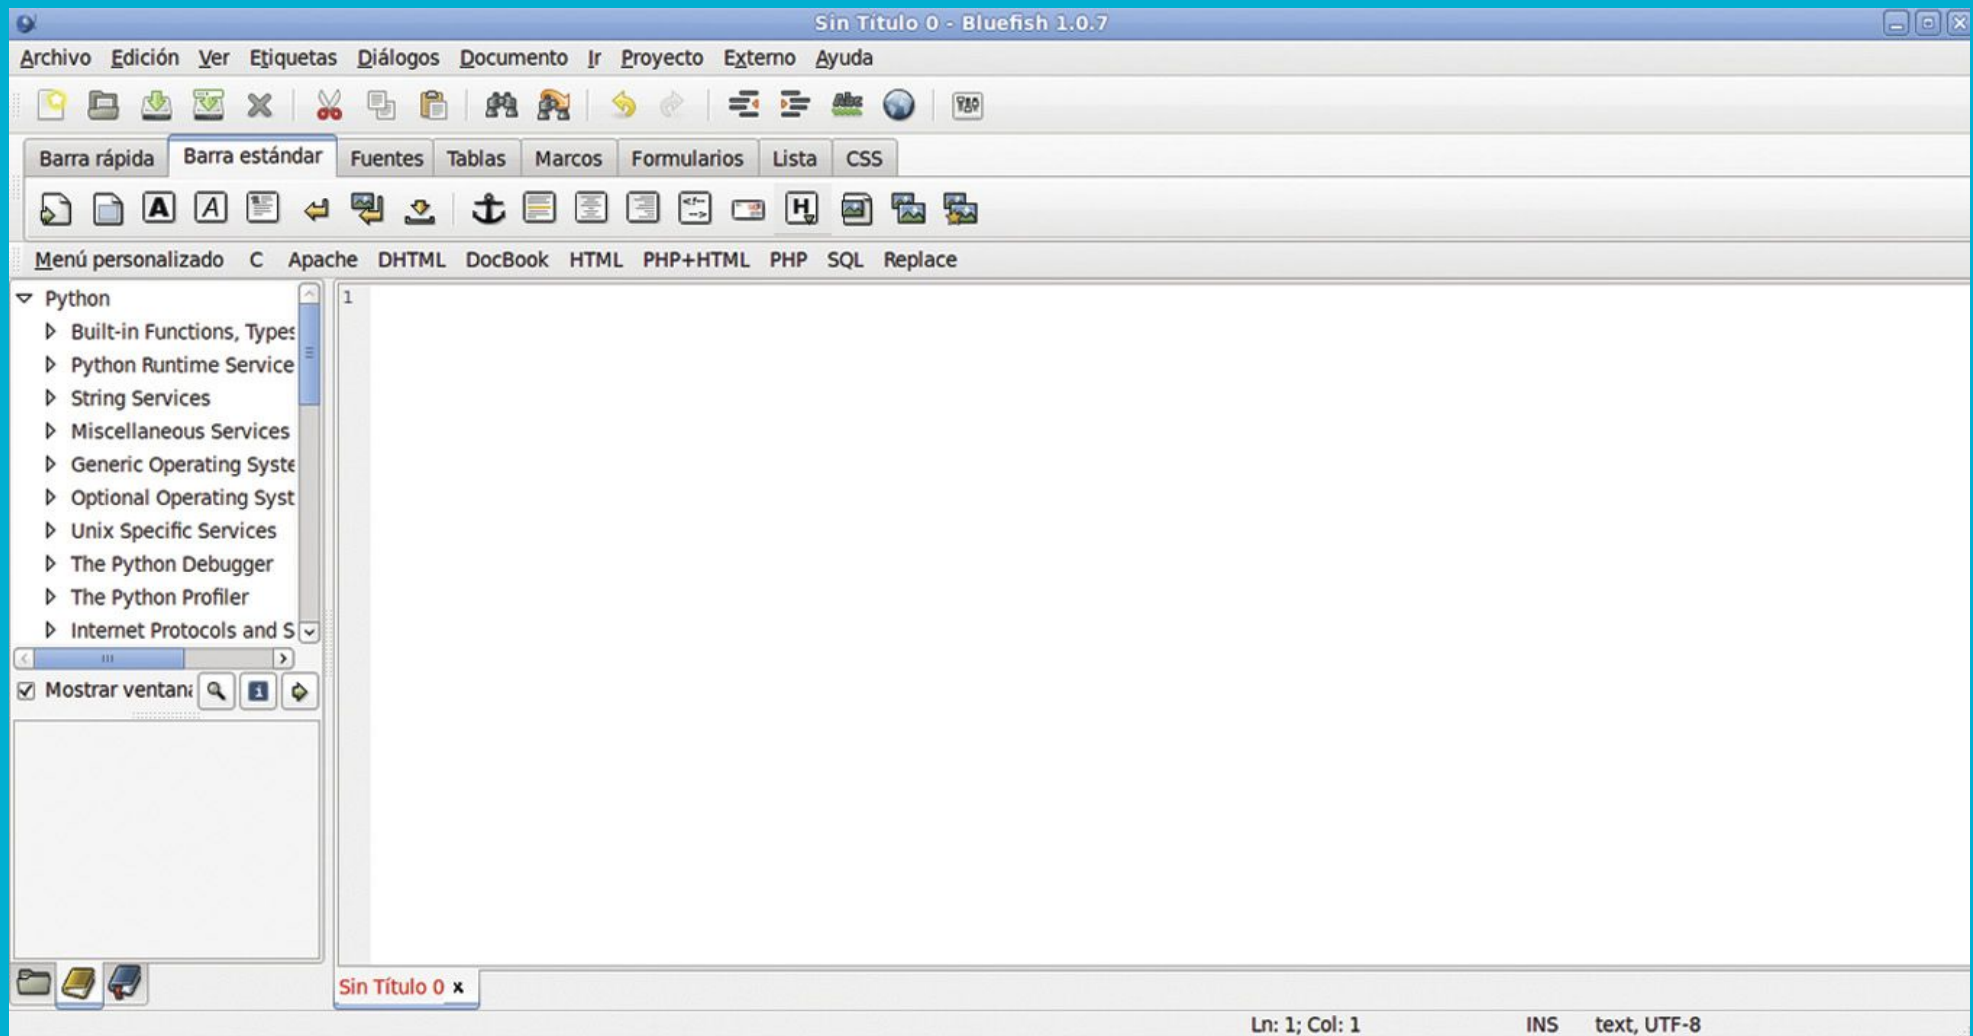 Sin Título 0 - Bluefish 1.0.7
Archivo Edición Ver Etiquetas Diálogos Documento Ir Proyecto Externo Ayuda
Abc
Barra rápida Barra estándar Fuentes Tablas Marcos Formularios Lista CSS
A A <!-- --> H
Menú personalizado C Apache DHTML DocBook HTML PHP+HTML PHP SQL Replace
Python
1
Built-in Functions, Types
Python Runtime Service
String Services
Miscellaneous Services
Generic Operating Syste
Optional Operating Syst
Unix Specific Services
The Python Debugger
The Python Profiler
Internet Protocols and S
Mostrar ventana
Sin Título 0 x
Ln: 1; Col: 1 INS text, UTF-8